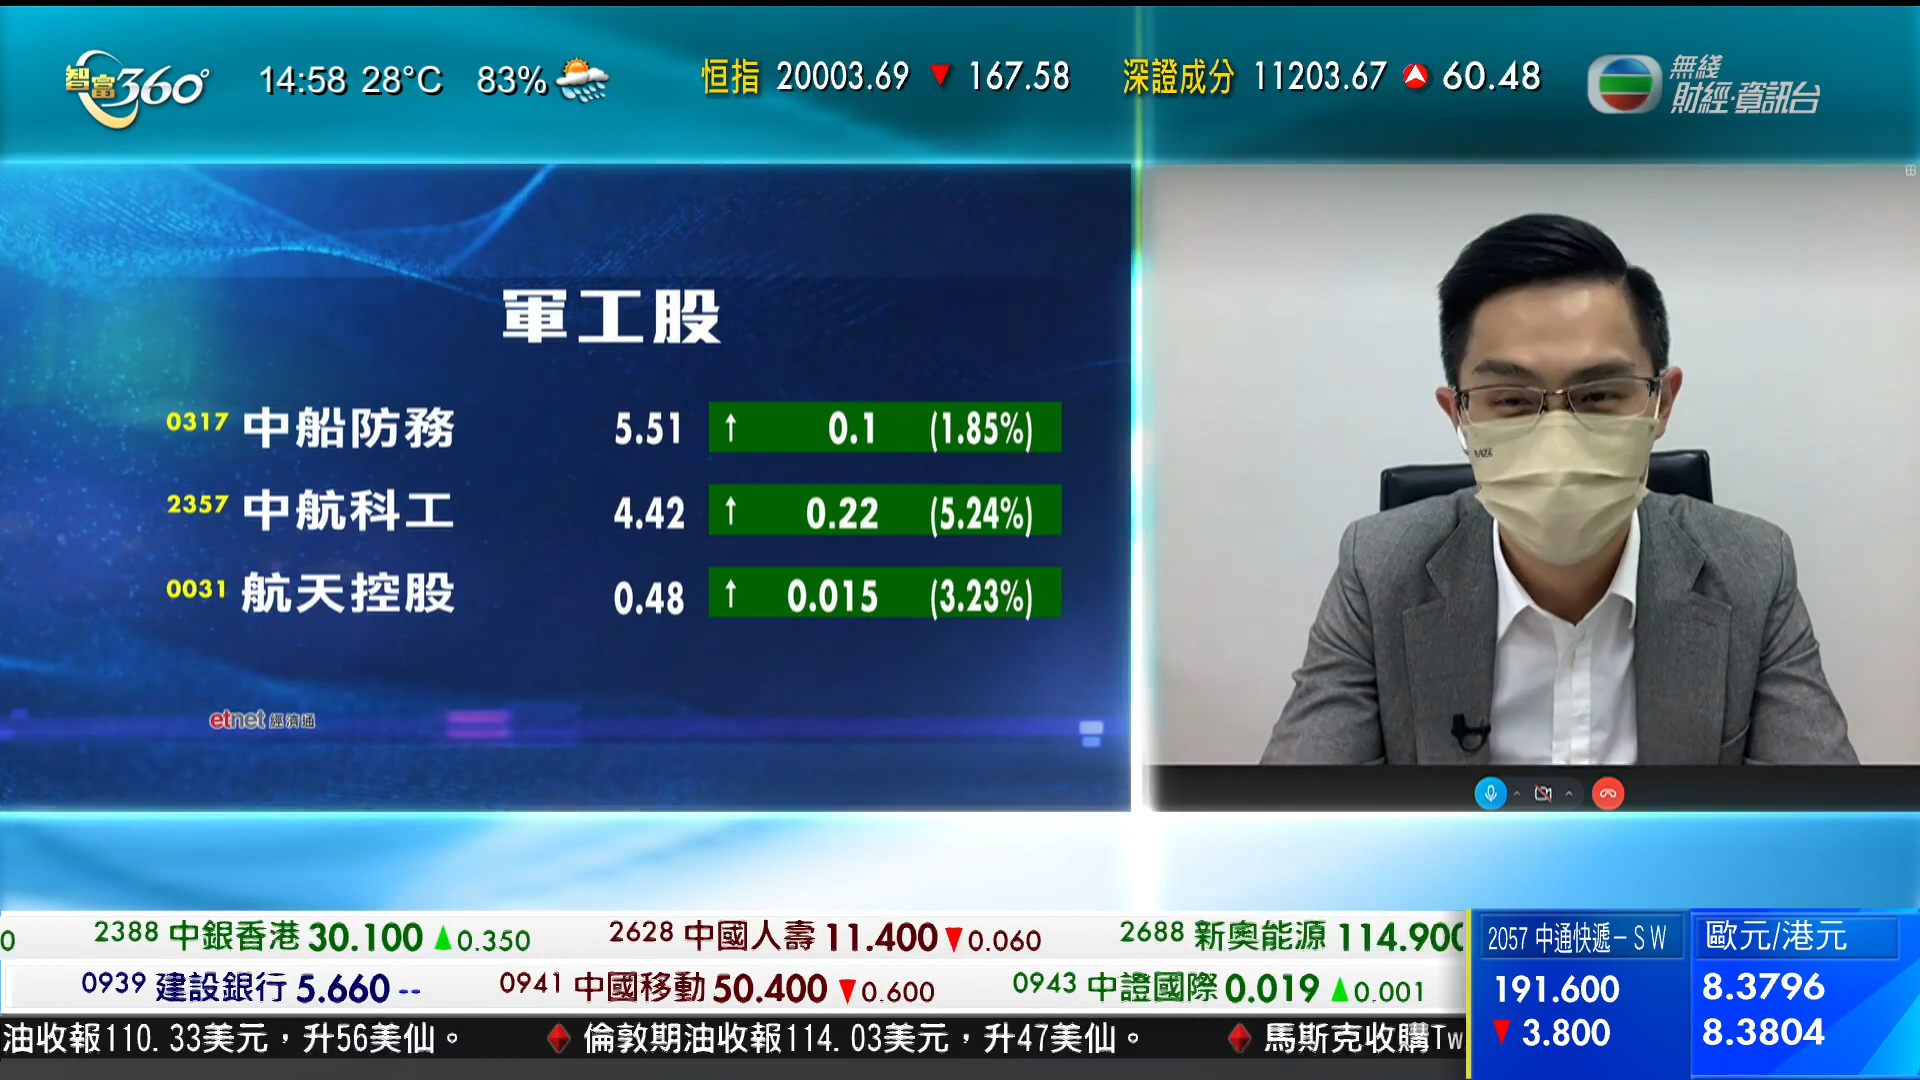 智富360°
14:58 28°C 83%
恒指 20003.69 ▼ 167.58
深證成分 11203.67 ▲ 60.48
無綫
財經·資訊台
軍工股
0317 中船防務 5.51 ↑ 0.1 (1.85%)
2357 中航科工 4.42 ↑ 0.22 (5.24%)
0031 航天控股 0.48 ↑ 0.015 (3.23%)
etnet 經濟通
0 2388 中銀香港 30.100 ▲ 0.350 2628 中國人壽 11.400 ▼ 0.060 2688 新奧能源 114.900
0939 建設銀行 5.660 -- 0941 中國移動 50.400 ▼ 0.600 0943 中證國際 0.019 ▲ 0.001
油收報110.33美元，升56美仙。 倫敦期油收報114.03美元，升47美仙。 馬斯克收購Tw
2057 中通快遞－ＳＷ
191.600
▼ 3.800
歐元/港元
8.3796
8.3804